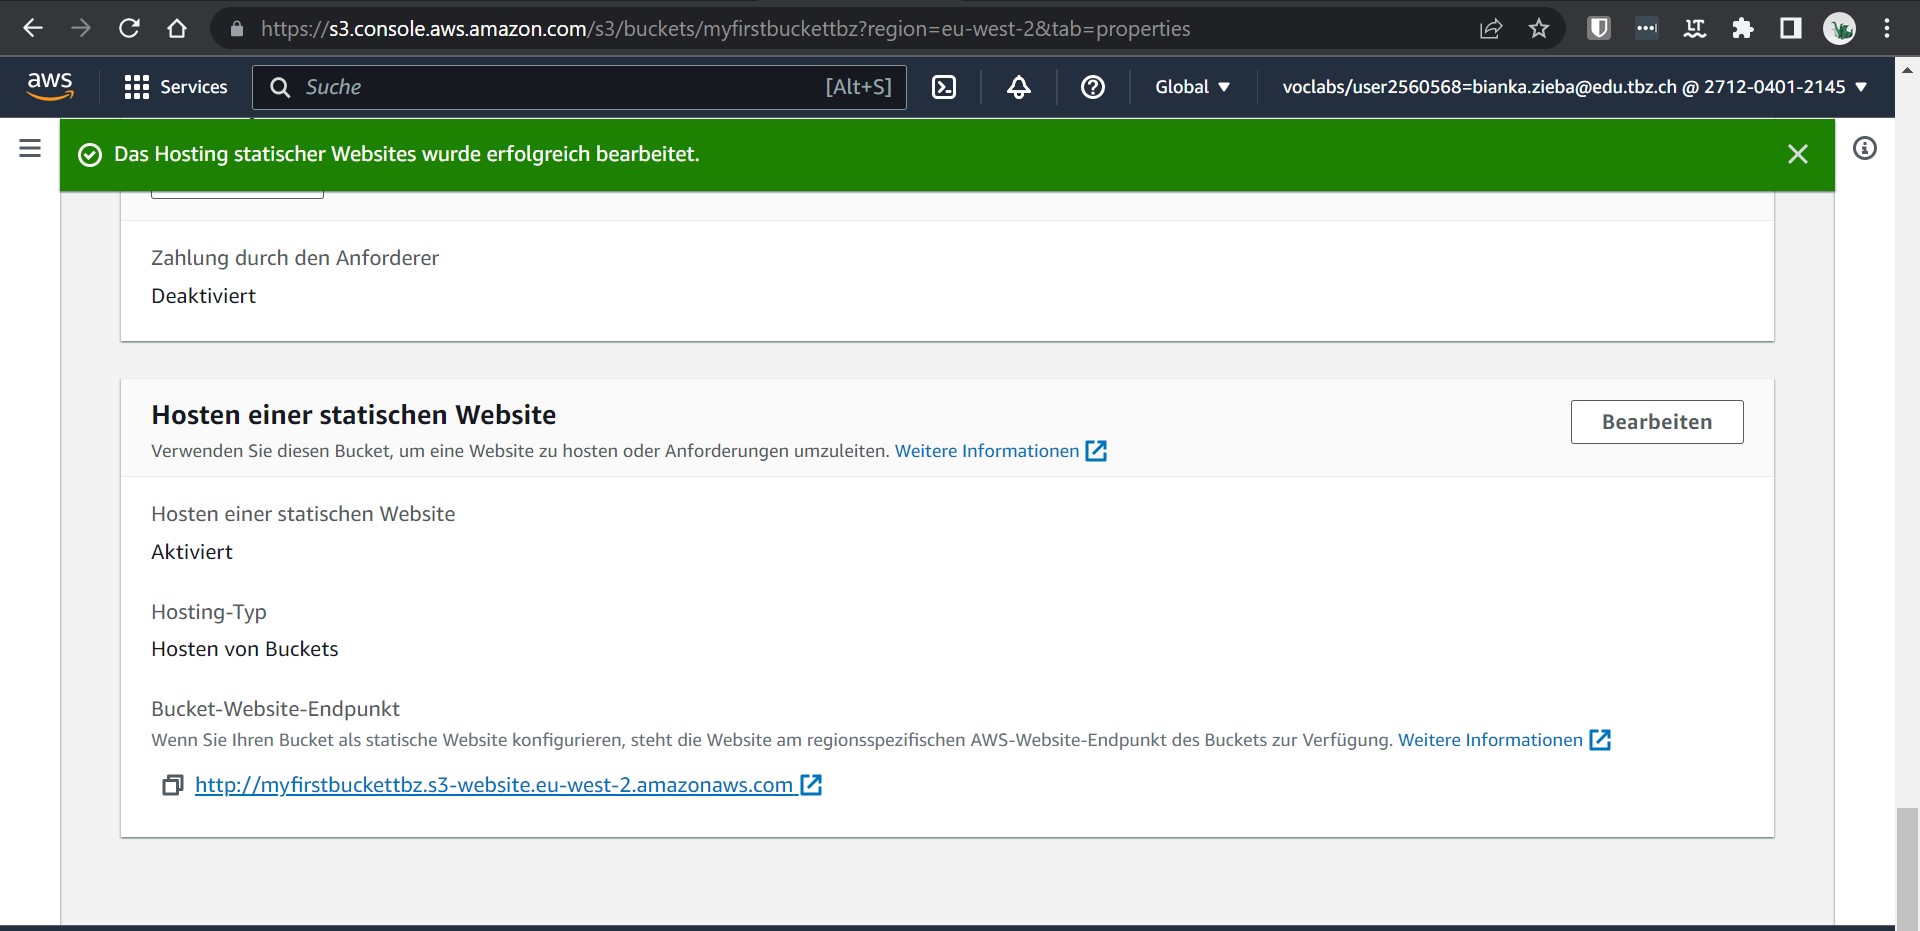 https://s3.console.aws.amazon.com/s3/buckets/myfirstbuckettbz?region=eu-west-2&tab=properties
aws
Services
Suche
[Alt+S]
Global
voclabs/user2560568=bianka.zieba@edu.tbz.ch @ 2712-0401-2145
Das Hosting statischer Websites wurde erfolgreich bearbeitet.
Zahlung durch den Anforderer
Deaktiviert
Hosten einer statischen Website
Bearbeiten
Verwenden Sie diesen Bucket, um eine Website zu hosten oder Anforderungen umzuleiten. Weitere Informationen
Hosten einer statischen Website
Aktiviert
Hosting-Typ
Hosten von Buckets
Bucket-Website-Endpunkt
Wenn Sie Ihren Bucket als statische Website konfigurieren, steht die Website am regionsspezifischen AWS-Website-Endpunkt des Buckets zur Verfügung. Weitere Informationen
http://myfirstbuckettbz.s3-website.eu-west-2.amazonaws.com